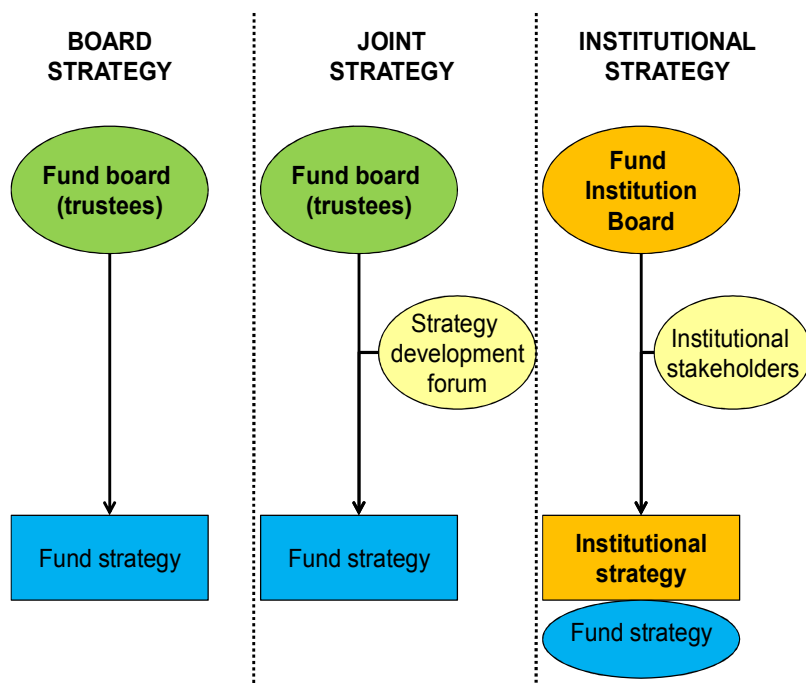 BOARD
STRATEGY
JOINT
STRATEGY
INSTITUTIONAL
STRATEGY
Fund board
(trustees)
Fund board
(trustees)
Fund
Institution
Board
Strategy
development
forum
Institutional
stakeholders
Fund strategy
Fund strategy
Institutional
strategy
Fund strategy